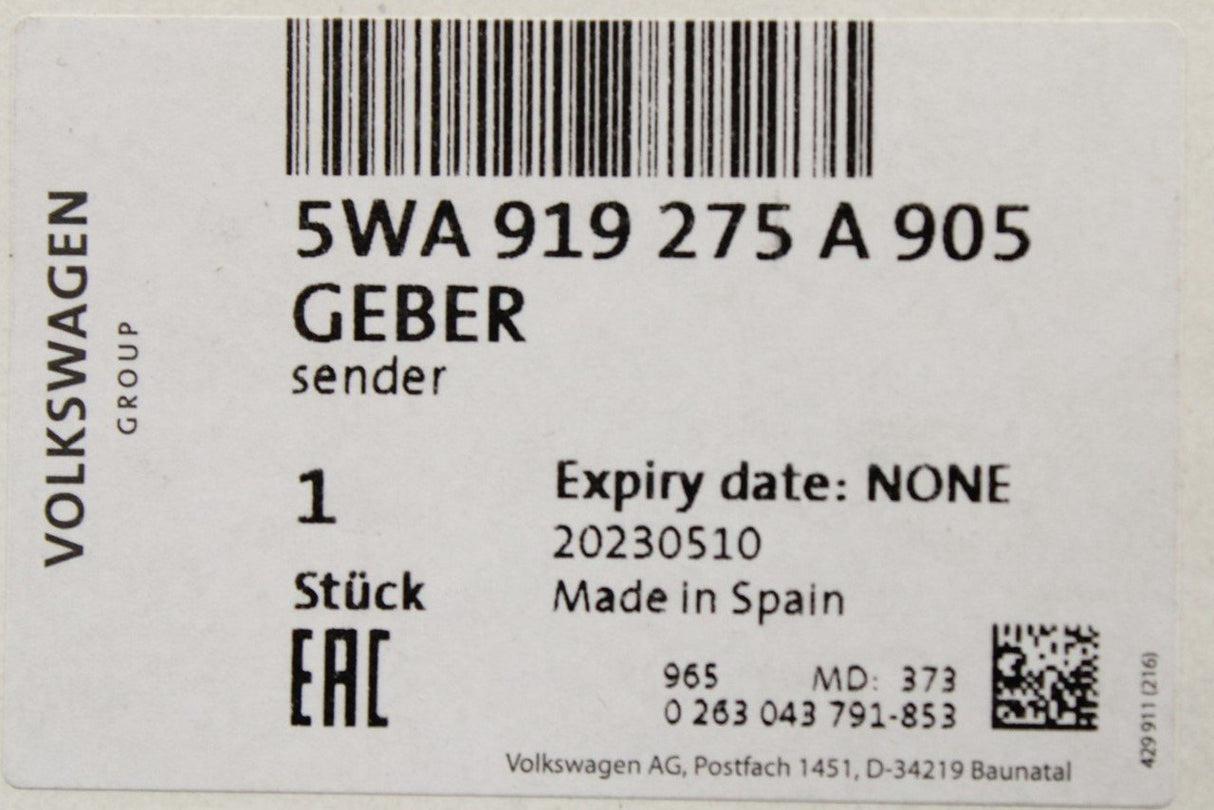 VOLKSWAGEN
GROUP
5WA 919 275 A 905
GEBER
sender
1
Stück
EAC
Expiry date: NONE
20230510
Made in Spain
965 MD: 373
0 263 043 791-853
429 911 (216)
Volkswagen AG, Postfach 1451, D-34219 Baunatal